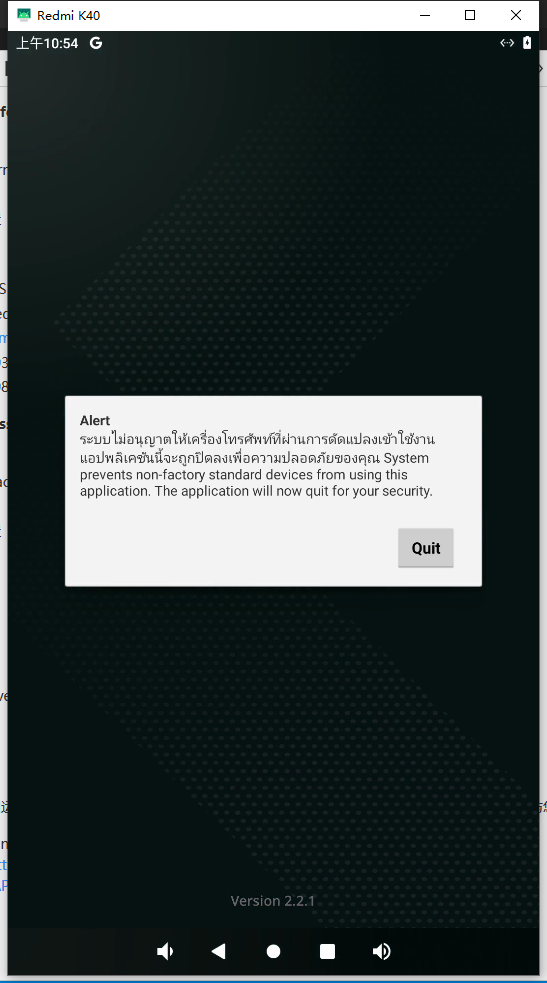 Redmi K40
上午10:54
Alert
ระบบไม่อนุญาตให้เครื่องโทรศัพท์ที่ผ่านการดัดแปลงเข้าใช้งาน
แอปพลิเคชันนี้จะถูกปิดลงเพื่อความปลอดภัยของคุณ System
prevents non-factory standard devices from using this
application. The application will now quit for your security.
Quit
Version 2.2.1